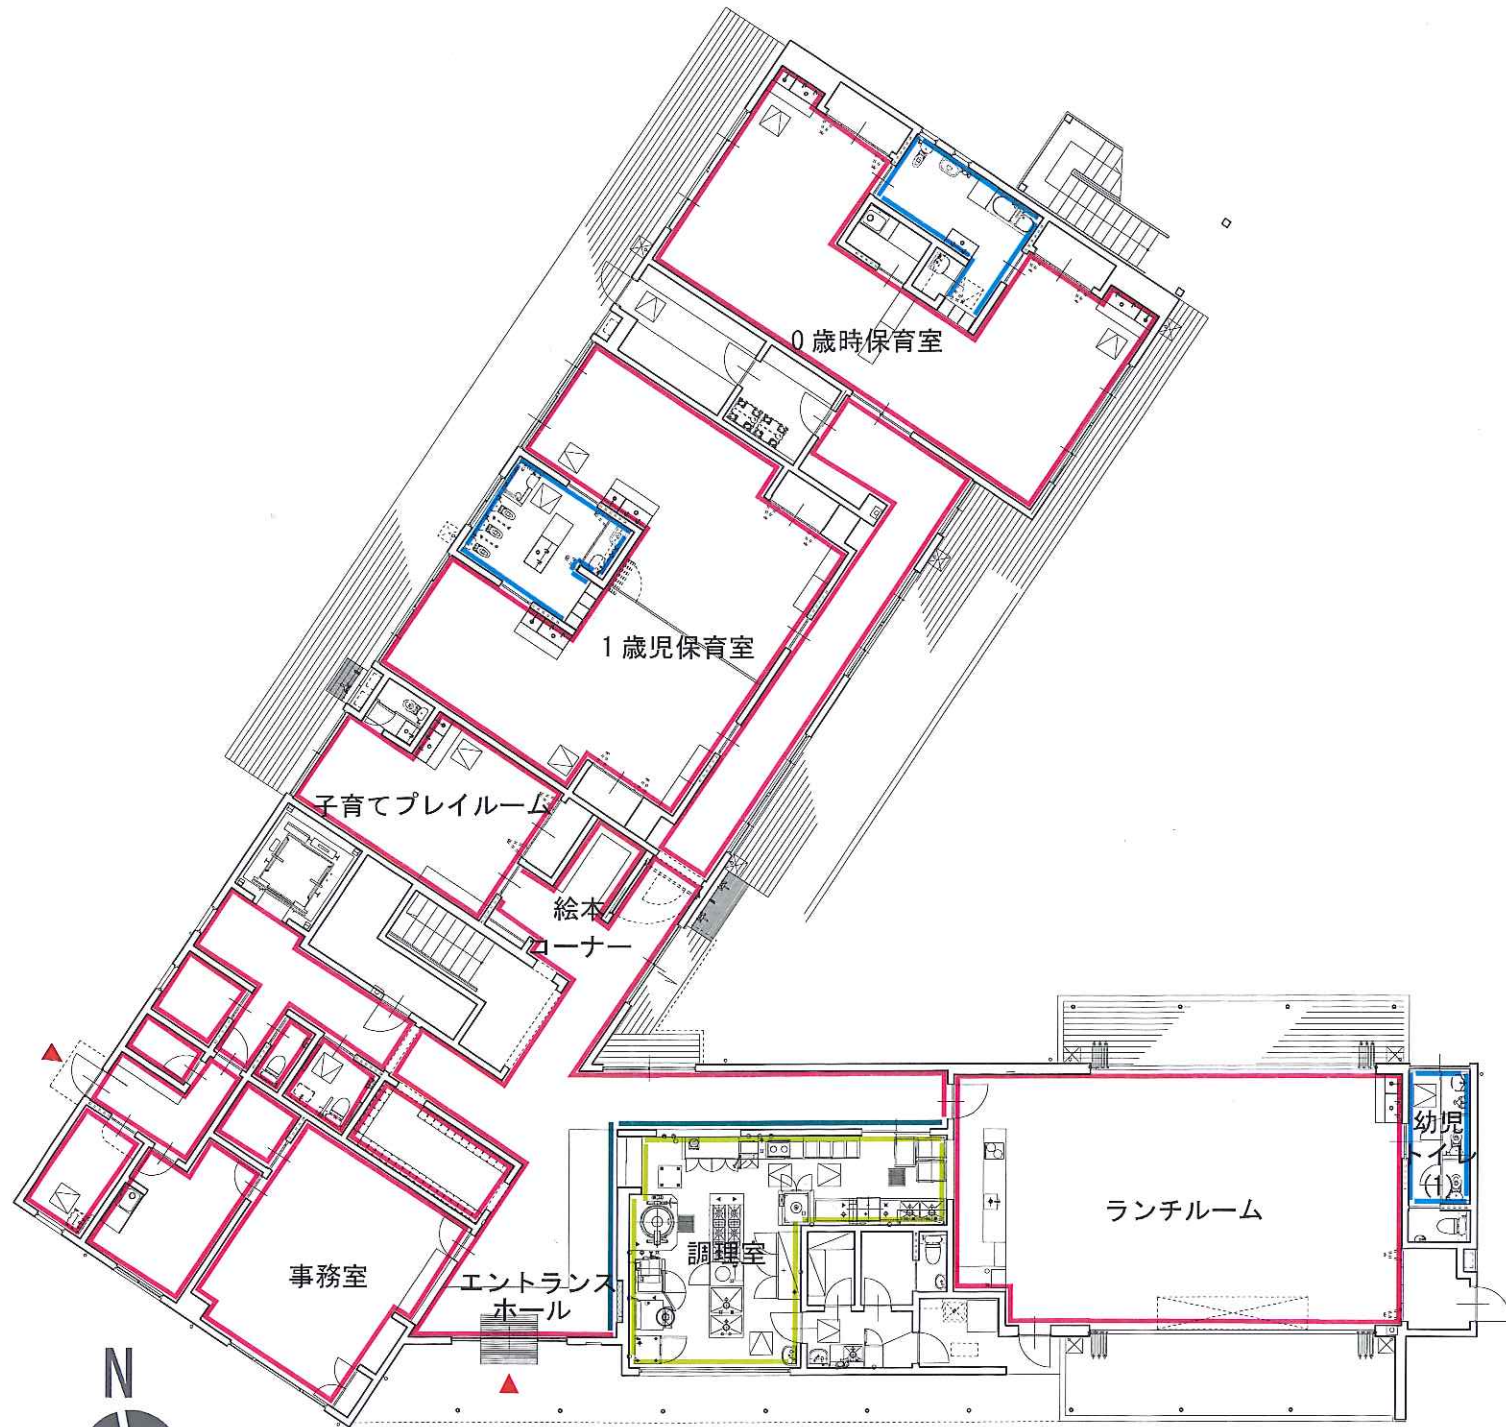 0歳時保育室
1歳児保育室
子育てプレイルーム
絵本
コーナー
幼児
トイレ
(1)
ランチルーム
調理室
エントランス
ホール
事務室
N